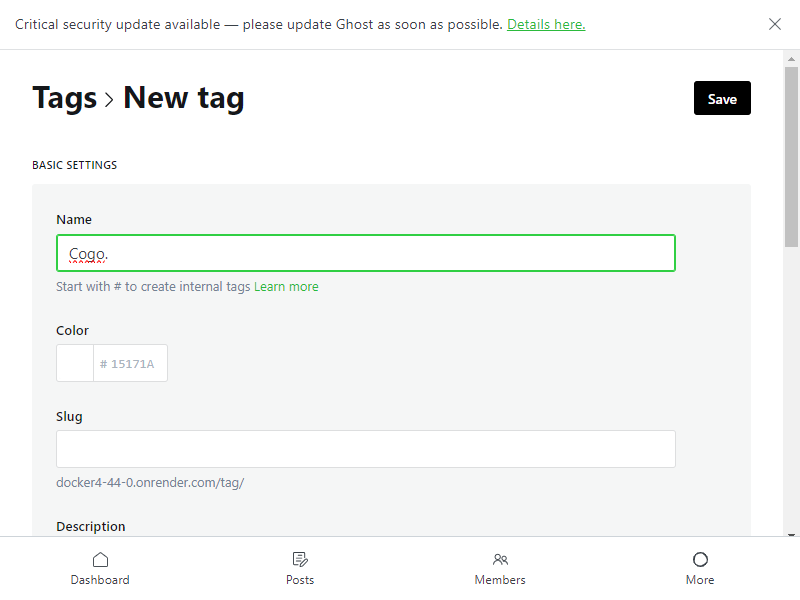 Critical security update available — please update Ghost as soon as possible. Details here.
Tags > New tag
Save
BASIC SETTINGS
Name
Cogo.
Start with # to create internal tags Learn more
Color
# 15171A
Slug
docker4-44-0.onrender.com/tag/
Description
Dashboard
Posts
Members
More